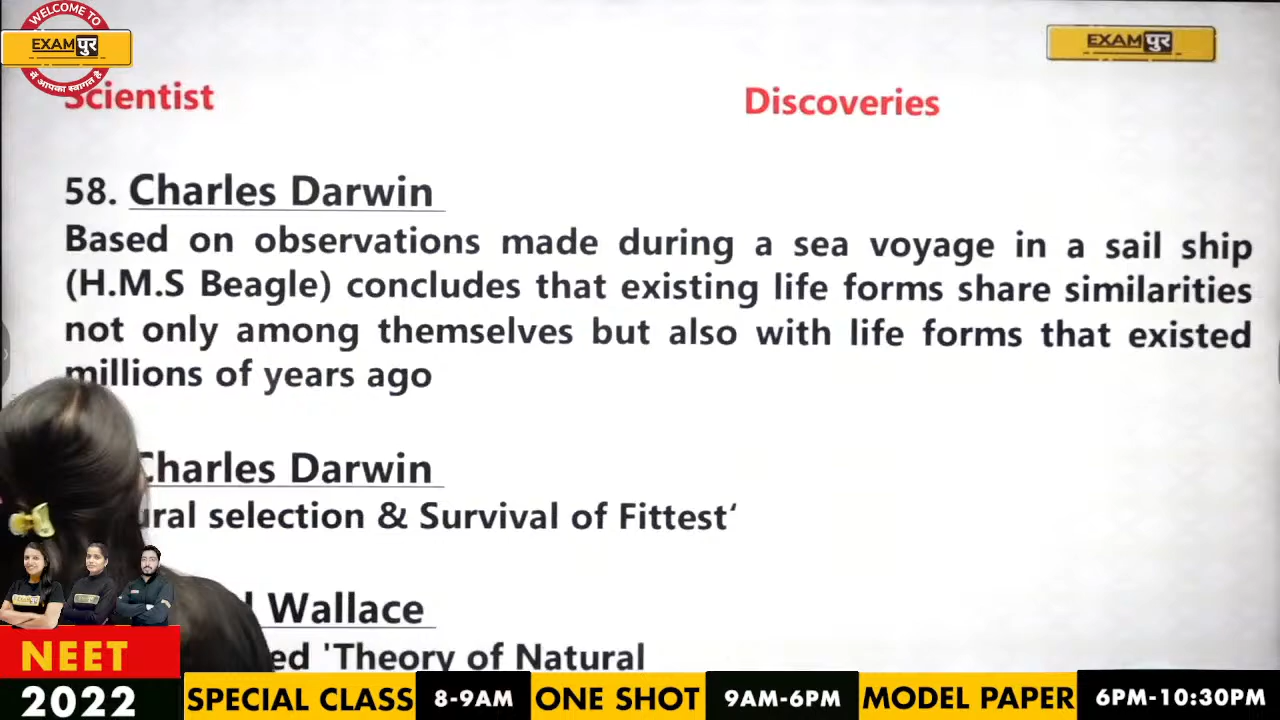 WELCOME TO
EXAMपुर
में आपका स्वागत है
EXAMपुर
Scientist
Discoveries
58. Charles Darwin
Based on observations made during a sea voyage in a sail ship
(H.M.S Beagle) concludes that existing life forms share similarities
not only among themselves but also with life forms that existed
millions of years ago
Charles Darwin
ural selection & Survival of Fittest‘
Wallace
ed 'Theory of Natural
NEET
2022
SPECIAL CLASS 8-9AM ONE SHOT 9AM-6PM MODEL PAPER 6PM-10:30PM